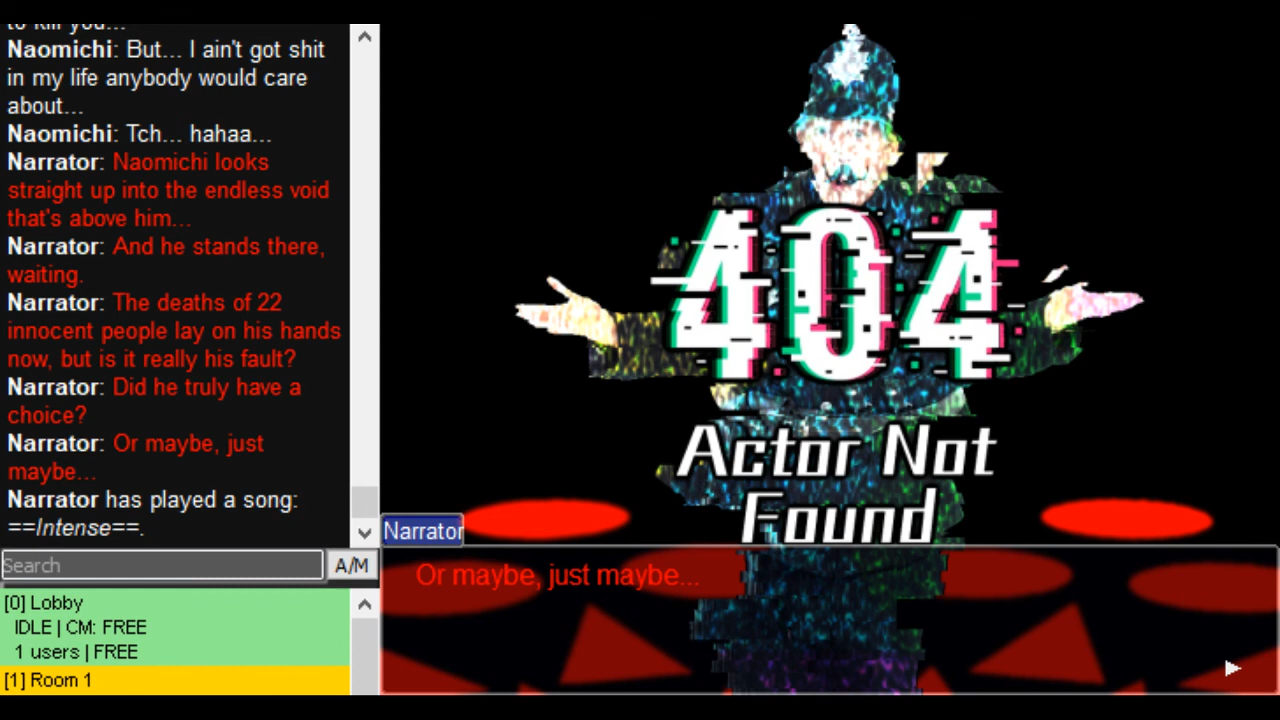 to kill you...
Naomichi: But... I ain't got shit
in my life anybody would care
about...
Naomichi: Tch... hahaa...
Narrator: Naomichi looks
straight up into the endless void
that's above him...
Narrator: And he stands there,
waiting.
Narrator: The deaths of 22
innocent people lay on his hands
now, but is it really his fault?
Narrator: Did he truly have a
choice?
Narrator: Or maybe, just
maybe...
Narrator has played a song:
==Intense==.
Search
A/M
[0] Lobby
IDLE | CM: FREE
1 users | FREE
[1] Room 1
404
Actor Not
Found
Narrator
Or maybe, just maybe...